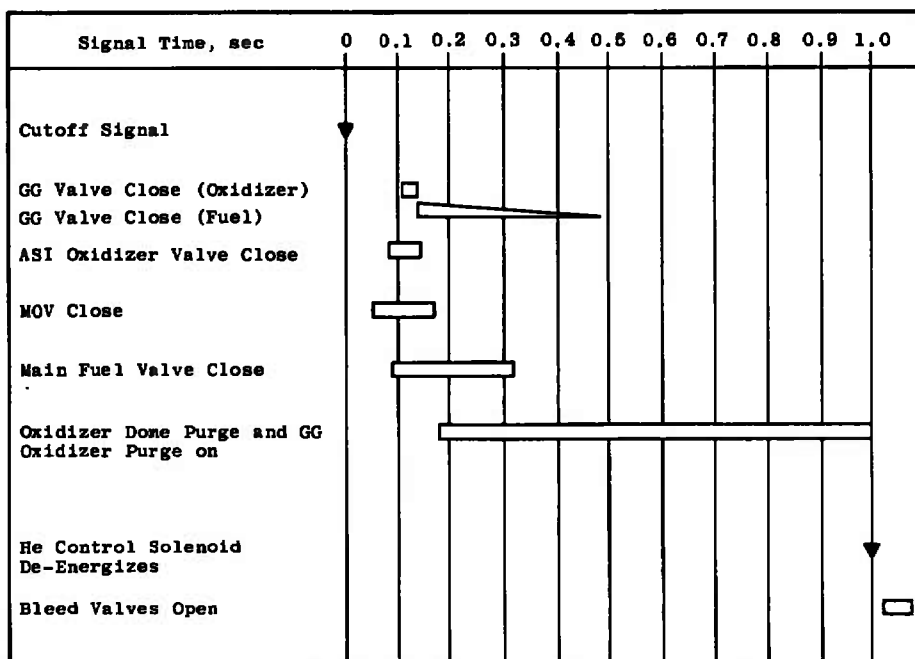 Signal Time, sec 0 0.1 0.2 0.3 0.4 0.5 0.6 0.7 0.8 0.9 1.0
Cutoff Signal
GG Valve Close (Oxidizer)
GG Valve Close (Fuel)
ASI Oxidizer Valve Close
MOV Close
Main Fuel Valve Close
Oxidizer Dome Purge and GG
Oxidizer Purge on
He Control Solenoid
De-Energizes
Bleed Valves Open